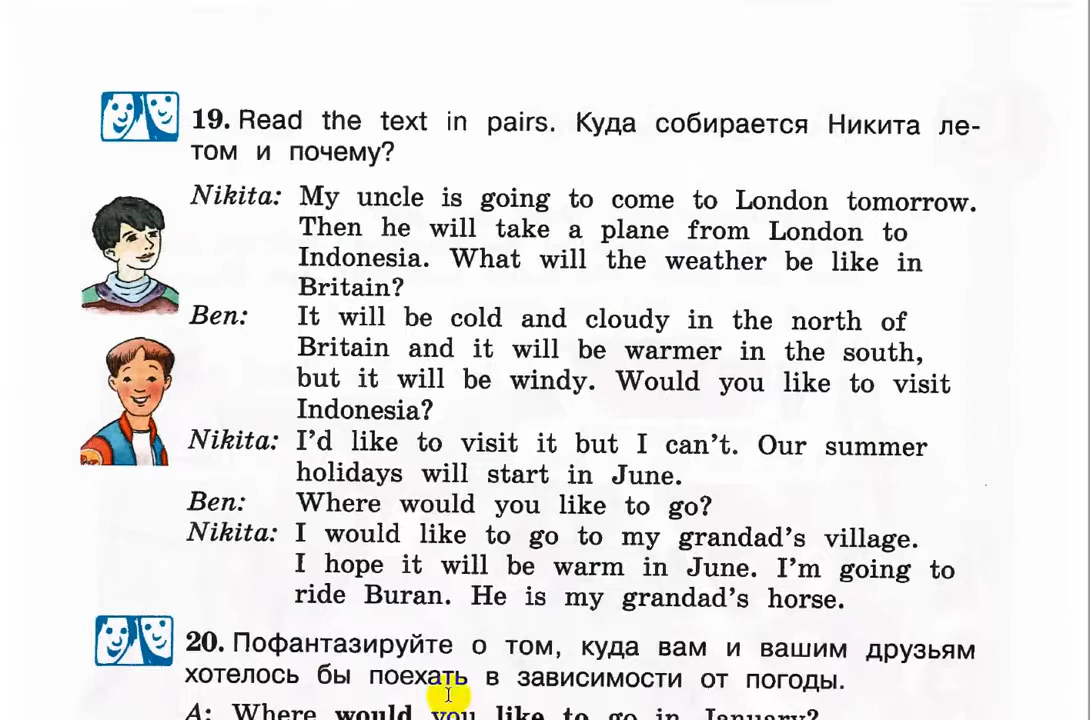 19. Read the text in pairs. Куда собирается Никита ле-
том и почему?
Nikita: My uncle is going to come to London tomorrow.
Then he will take a plane from London to
Indonesia. What will the weather be like in
Britain?
Ben: It will be cold and cloudy in the north of
Britain and it will be warmer in the south,
but it will be windy. Would you like to visit
Indonesia?
Nikita: I'd like to visit it but I can't. Our summer
holidays will start in June.
Ben: Where would you like to go?
Nikita: I would like to go to my grandad's village.
I hope it will be warm in June. I'm going to
ride Buran. He is my grandad's horse.
20. Пофантазируйте о том, куда вам и вашим друзьям
хотелось бы поехать в зависимости от погоды.
A: Where would you like to go in January?